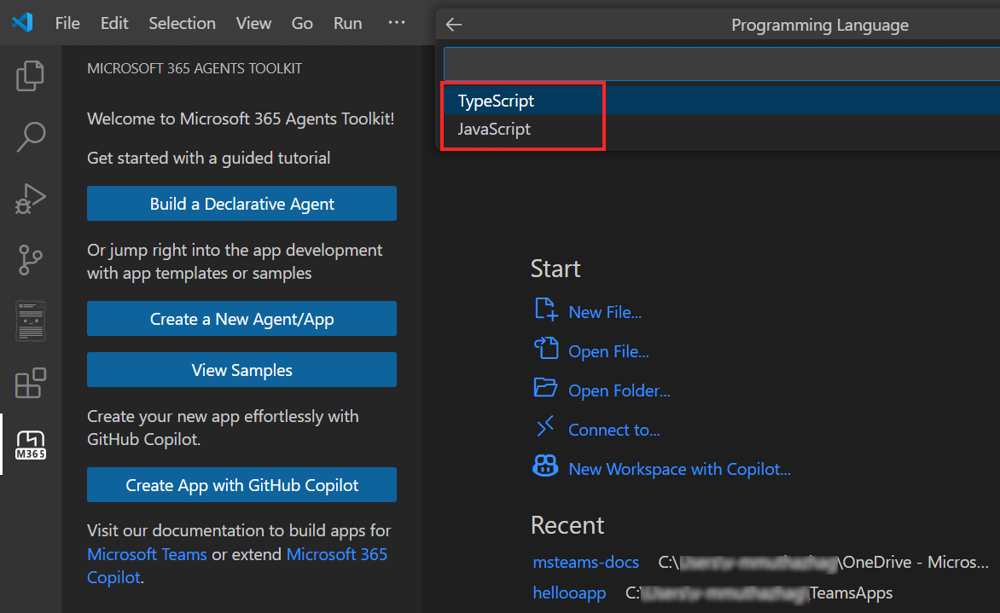 File Edit Selection View Go Run ...
Programming Language
MICROSOFT 365 AGENTS TOOLKIT
TypeScript
JavaScript
Welcome to Microsoft 365 Agents Toolkit!
Get started with a guided tutorial
Build a Declarative Agent
Or jump right into the app development
with app templates or samples
Create a New Agent/App
View Samples
Create your new app effortlessly with
GitHub Copilot.
Create App with GitHub Copilot
Visit our documentation to build apps for
Microsoft Teams or extend Microsoft 365
Copilot.
M365
Start
New File...
Open File...
Open Folder...
Connect to...
New Workspace with Copilot...
Recent
msteams-docs C:\ \OneDrive - Micros...
hellooapp C:\ \TeamsApps